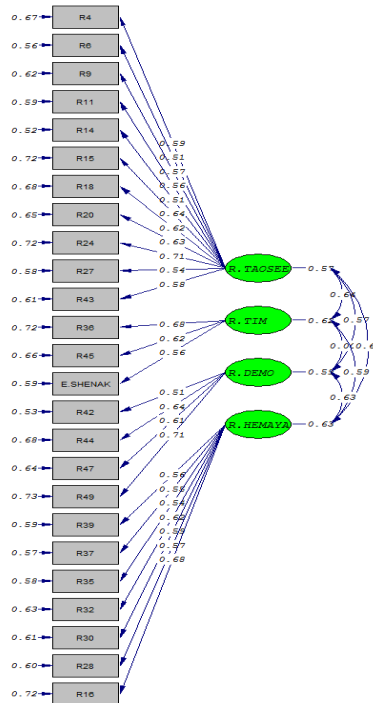 0.67 R4
0.56 R6
0.62 R9
0.59 R11
0.52 R14
0.72 R15
0.68 R18
0.65 R20
0.72 R24
0.58 R27
0.61 R43
0.72 R36
0.66 R45
0.59 E.SHENAK
0.53 R42
0.68 R44
0.64 R47
0.73 R49
0.59 R39
0.57 R37
0.58 R35
0.63 R32
0.61 R30
0.60 R28
0.72 R16
0.59
0.51
0.57
0.56
0.51
0.64
0.62
0.63
0.71
0.54
0.58
0.68
0.62
0.56
0.51
0.64
0.61
0.71
0.56
0.54
0.62
0.57
0.68
R.TAOSEE 0.57
R.TIM
R.DEMO
R.HEMAYA 0.63
0.64
0.57
0.59
0.63